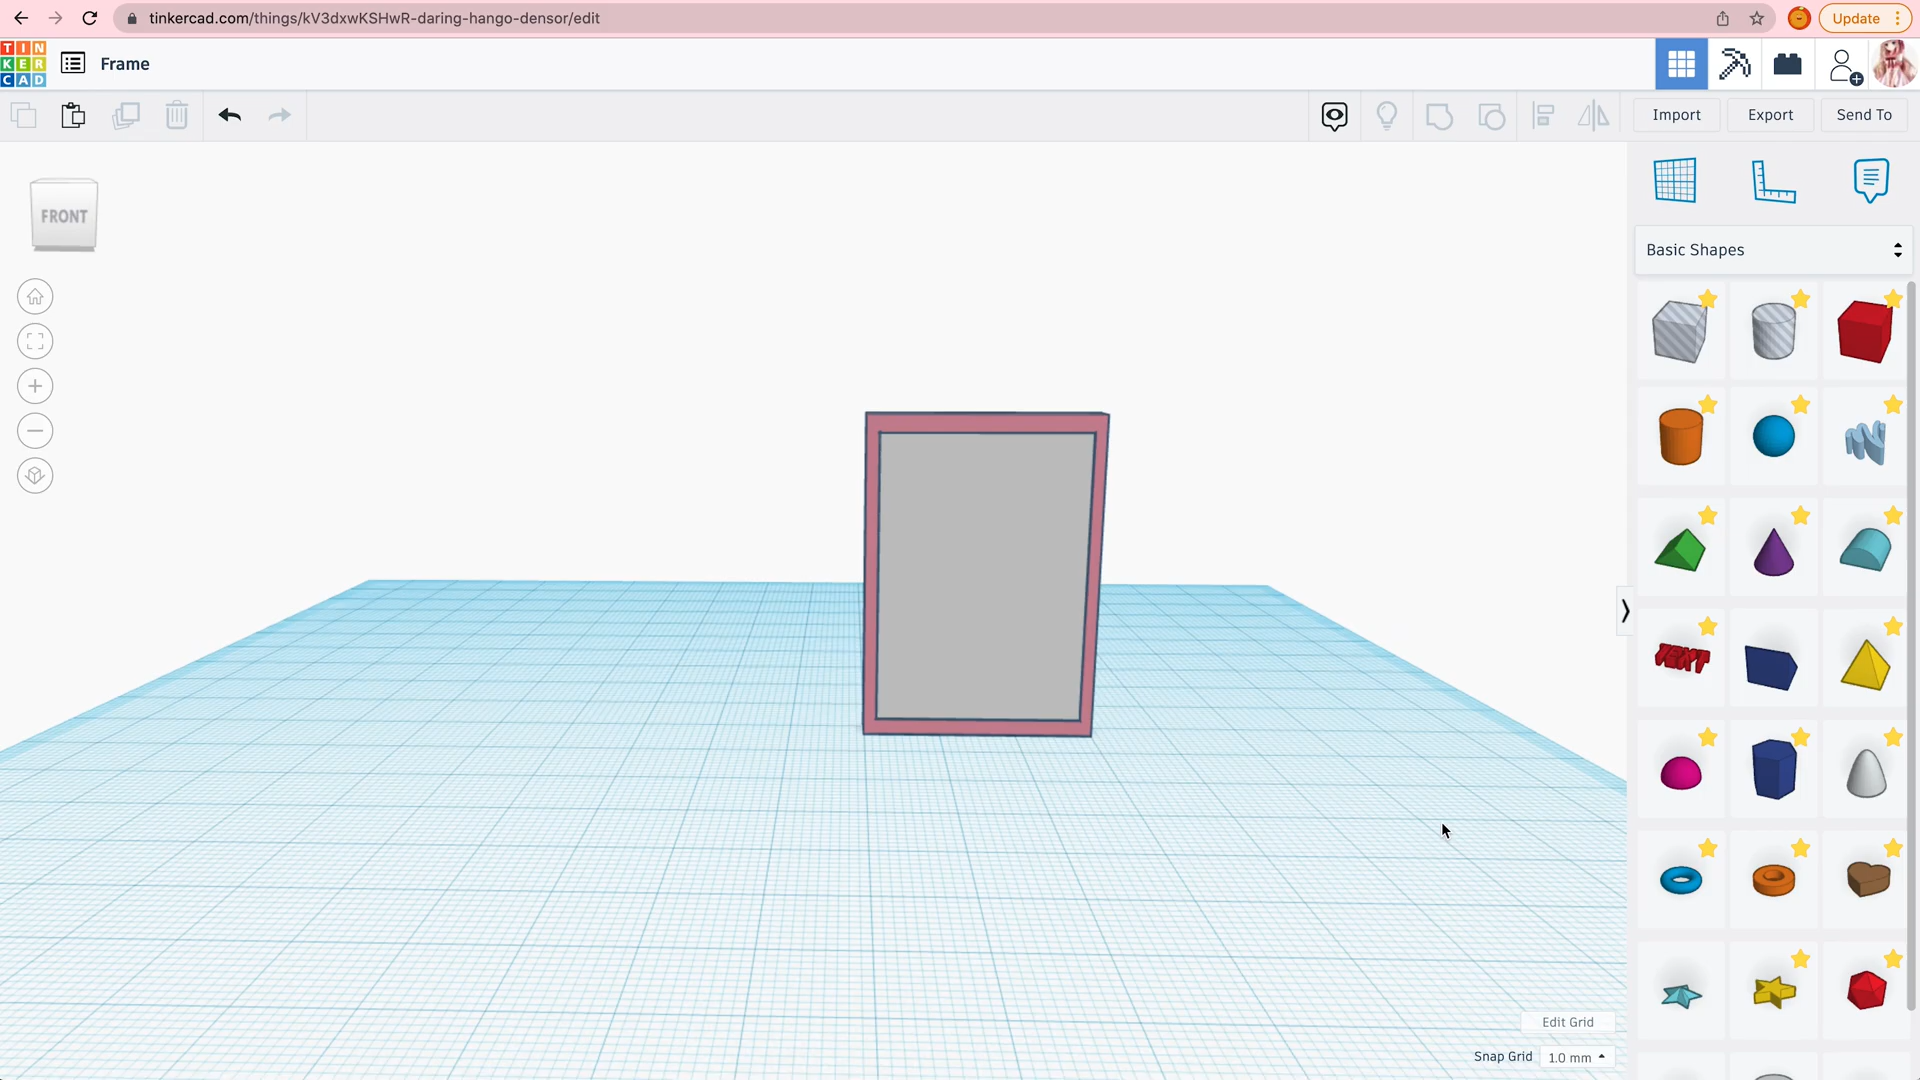 tinkercad.com/things/kV3dxwKSHwR-daring-hango-densor/edit
Update
TIN
KER
CAD
Frame
Import
Export
Send To
FRONT
Basic Shapes
TEXT
Edit Grid
Snap Grid
1.0 mm